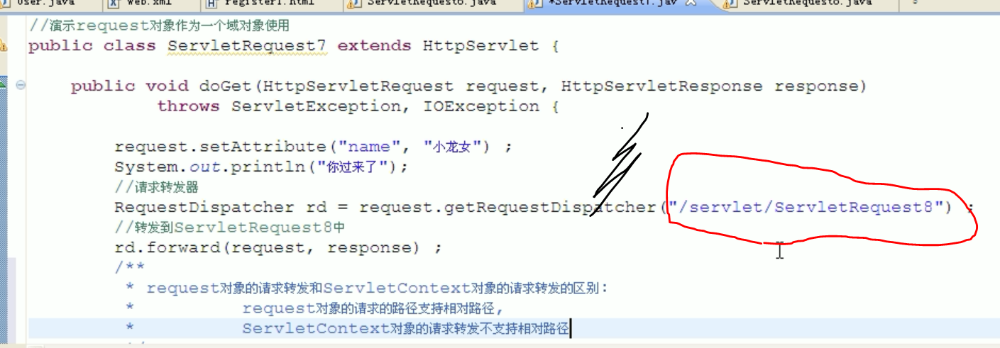 User.java web.xml register1.html ServletRequest6.java *ServletRequest1.jav ServletRequest8.java
//演示request对象作为一个域对象使用
public class ServletRequest7 extends HttpServlet {
public void doGet(HttpServletRequest request, HttpServletResponse response)
throws ServletException, IOException {
request.setAttribute("name", "小龙女") ;
System.out.println("你过来了");
//请求转发器
RequestDispatcher rd = request.getRequestDispatcher("/servlet/ServletRequest8") ;
//转发到ServletRequest8中
rd.forward(request, response) ;
/**
* request对象的请求转发和ServletContext对象的请求转发的区别:
* request对象的请求的路径支持相对路径,
* ServletContext对象的请求转发不支持相对路径